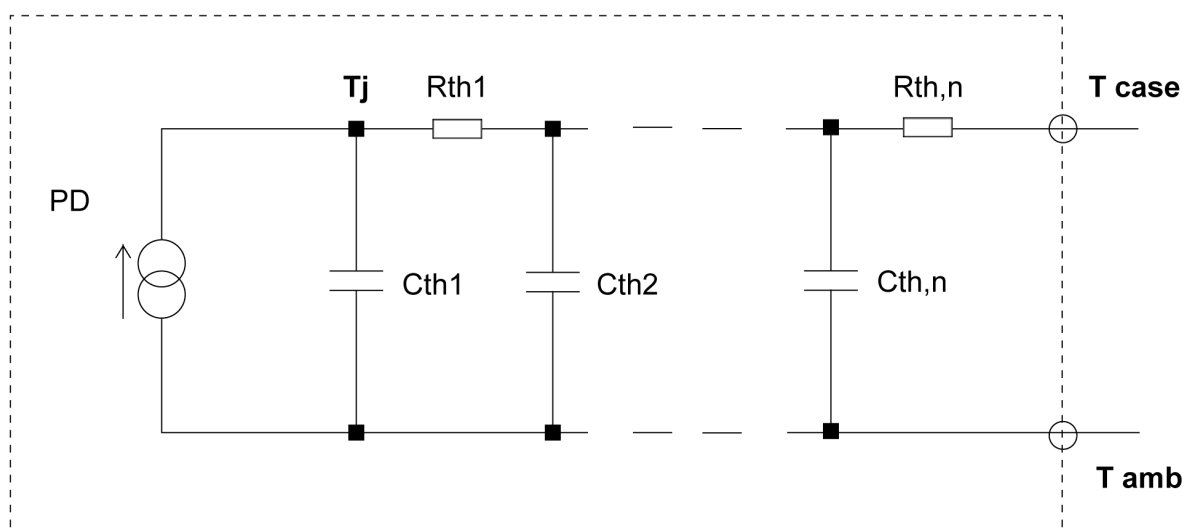 Tj
Rth1
Rth,n
T case
PD
Cth1
Cth2
Cth,n
T amb